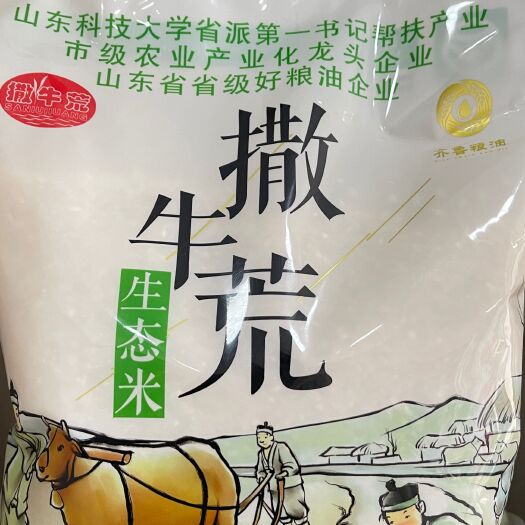 山东科技大学省派第一书记帮扶产业
市级农业产业化龙头企业
山东省省级好粮油企业
撒牛荒
SANIUHUANG
齐鲁粮油
撒牛荒
生态米